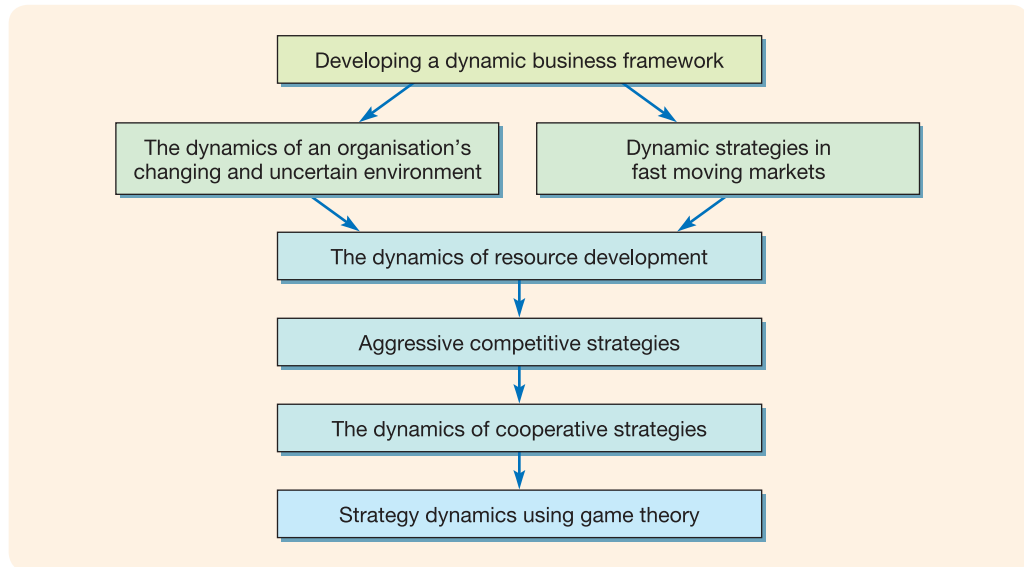 Developing a dynamic business framework
The dynamics of an organisation's
changing and uncertain environment
Dynamic strategies in
fast moving markets
The dynamics of resource development
Aggressive competitive strategies
The dynamics of cooperative strategies
Strategy dynamics using game theory